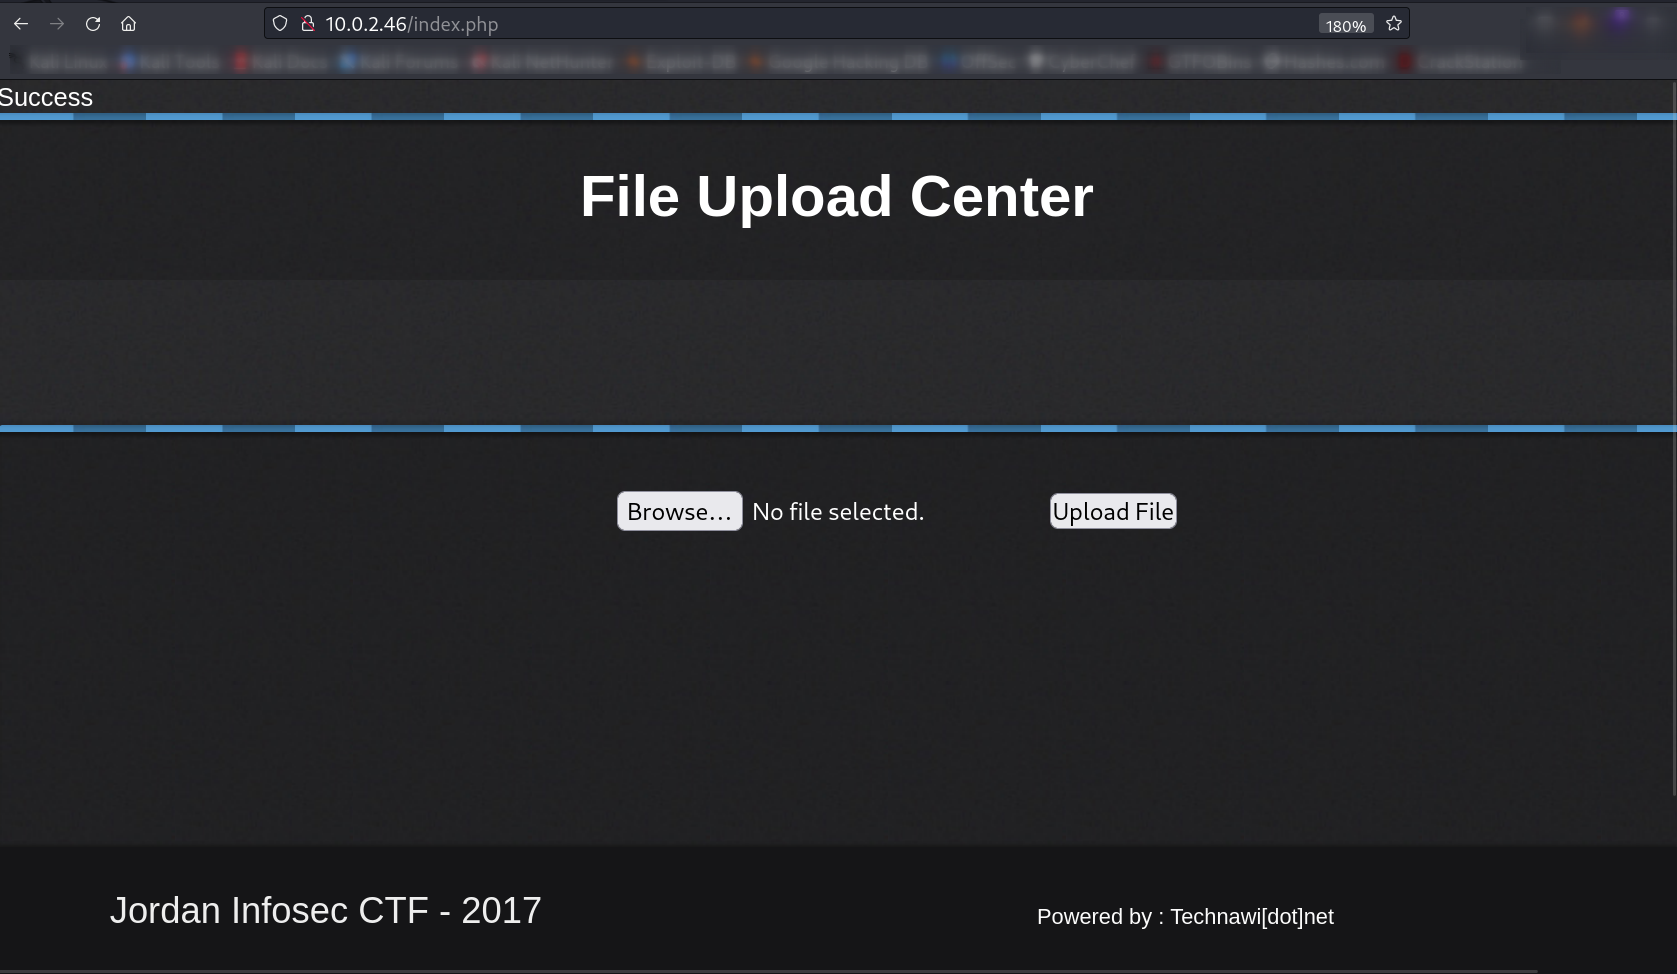 10.0.2.46/index.php
180%
Success
File Upload Center
Browse... No file selected. Upload File
Jordan Infosec CTF - 2017
Powered by : Technawi[dot]net